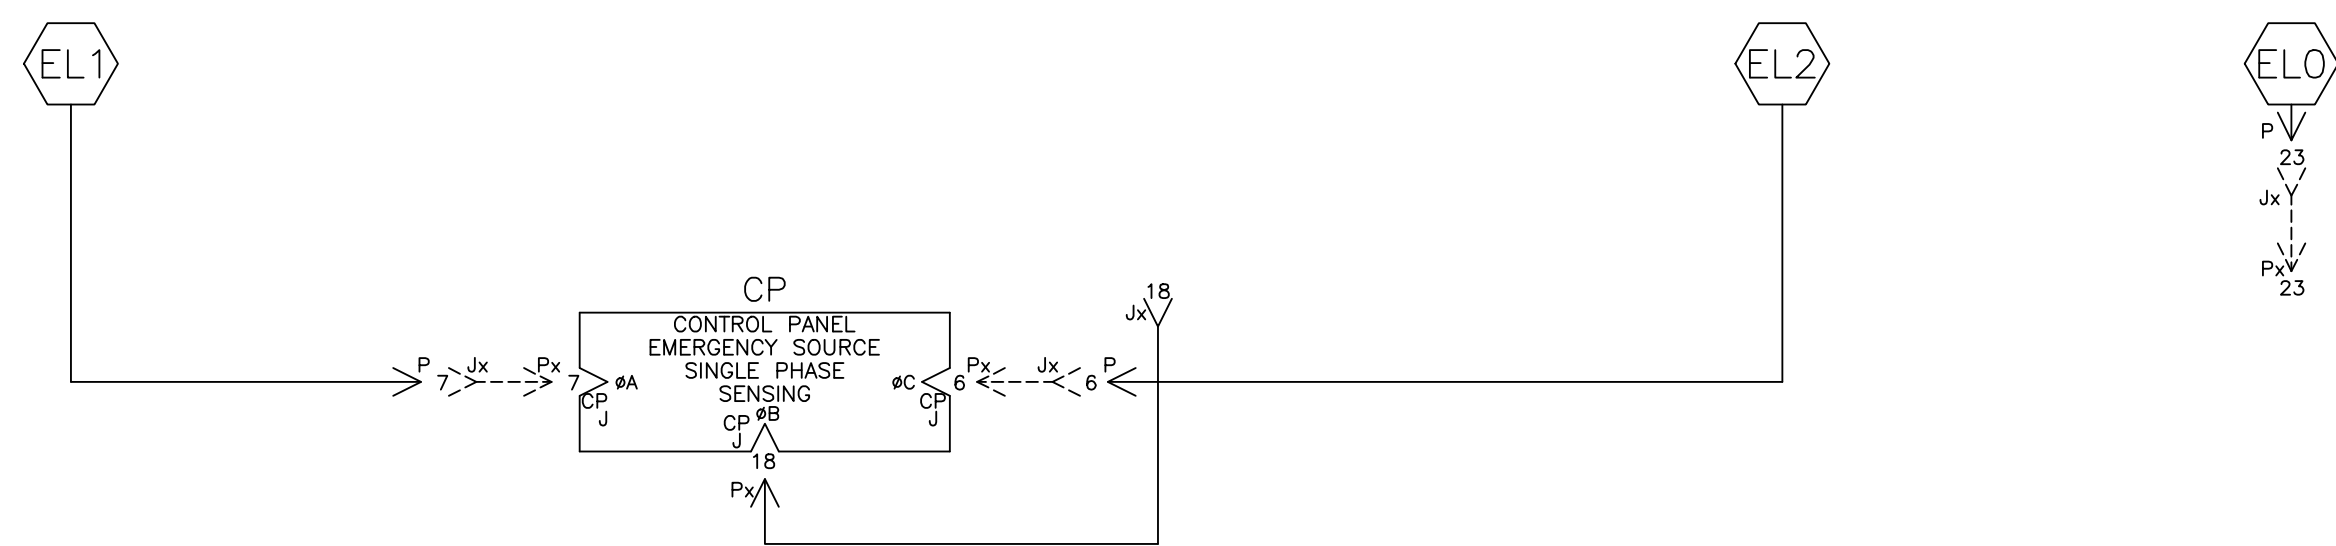 EL1
EL2
EL0
P
23
Jx
Px
23
CP
18
Jx
CONTROL PANEL
EMERGENCY SOURCE
SINGLE PHASE
SENSING
P 7 Jx Px 7 øA
øC 6 Px Jx 6 P
CP
J
CP
J
øB
CP
J
18
Px